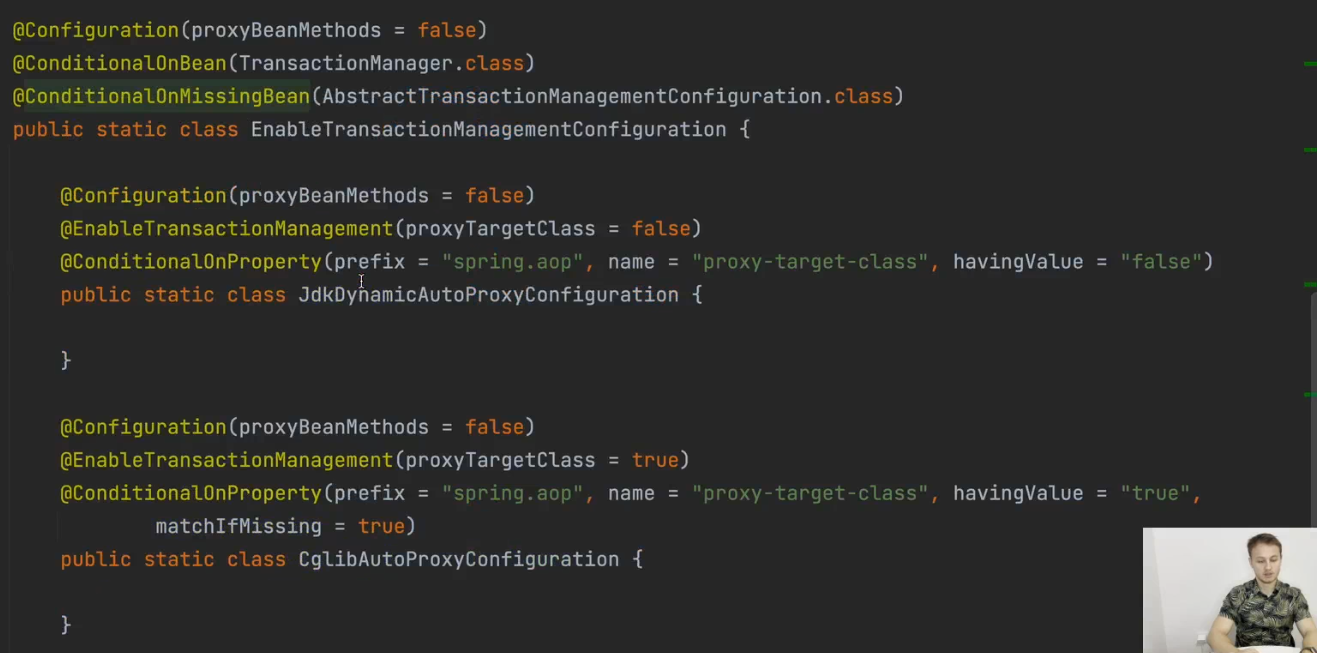 @Configuration(proxyBeanMethods = false)
@ConditionalOnBean(TransactionManager.class)
@ConditionalOnMissingBean(AbstractTransactionManagementConfiguration.class)
public static class EnableTransactionManagementConfiguration {
@Configuration(proxyBeanMethods = false)
@EnableTransactionManagement(proxyTargetClass = false)
@ConditionalOnProperty(prefix = "spring.aop", name = "proxy-target-class", havingValue = "false")
public static class JdkDynamicAutoProxyConfiguration {
}
@Configuration(proxyBeanMethods = false)
@EnableTransactionManagement(proxyTargetClass = true)
@ConditionalOnProperty(prefix = "spring.aop", name = "proxy-target-class", havingValue = "true",
matchIfMissing = true)
public static class CglibAutoProxyConfiguration {
}